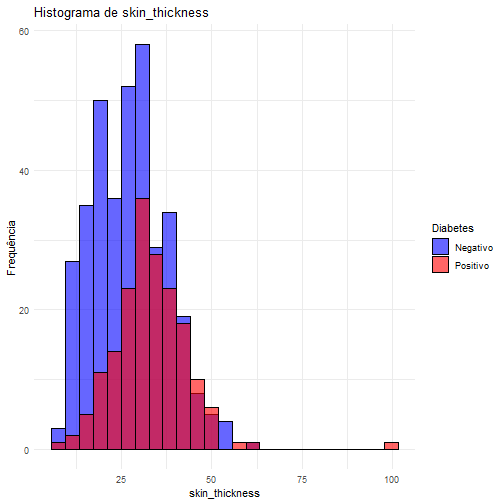 Histograma de skin_thickness
60
40
20
0
Frequência
25
50
75
100
skin_thickness
Diabetes
Negativo
Positivo